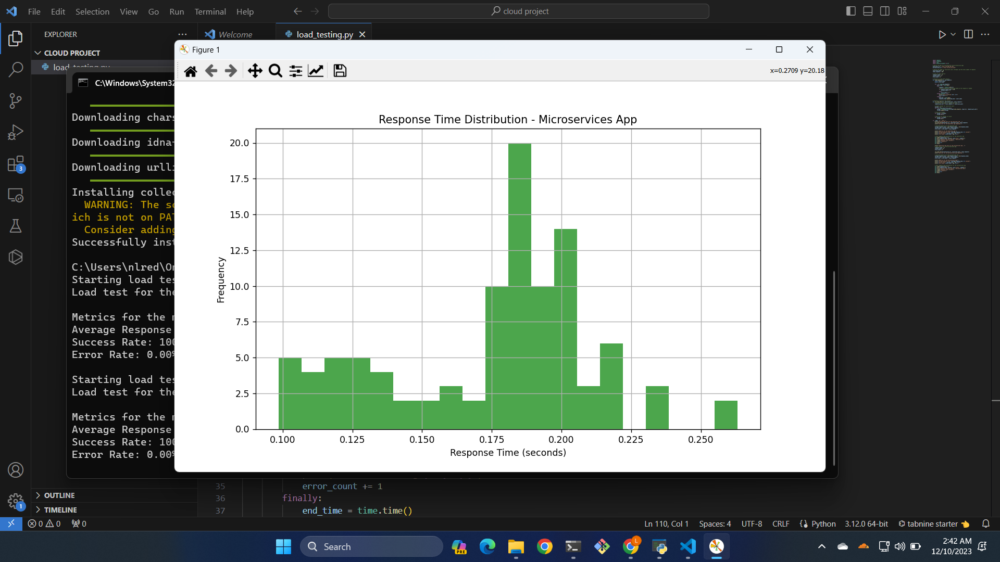 File Edit Selection View Go Run Terminal Help
cloud project
EXPLORER
Welcome
load_testing.py
CLOUD PROJECT
load_testing.py
Figure 1
x=0.2709 y=20.18
C:\Windows\System32
Downloading chars
Downloading idna-
Downloading urlli
Installing collec
WARNING: The sc
ich is not on PAT
Consider adding
Successfully inst
C:\Users\nlred\On
Starting load tes
Load test for the
Metrics for the m
Average Response
Success Rate: 100
Error Rate: 0.00%
Starting load tes
Load test for the
Metrics for the m
Average Response
Success Rate: 100
Error Rate: 0.00%
Response Time Distribution - Microservices App
20.0
17.5
15.0
12.5
10.0
7.5
5.0
2.5
0.0
Frequency
0.100 0.125 0.150 0.175 0.200 0.225 0.250
Response Time (seconds)
3
1
35 error_count += 1
36 finally:
37 end_time = time.time()
OUTLINE
TIMELINE
0 0 0
Ln 110, Col 1 Spaces: 4 UTF-8 CRLF Python 3.12.0 64-bit tabnine starter
Search
PRE
L
2:42 AM
12/10/2023